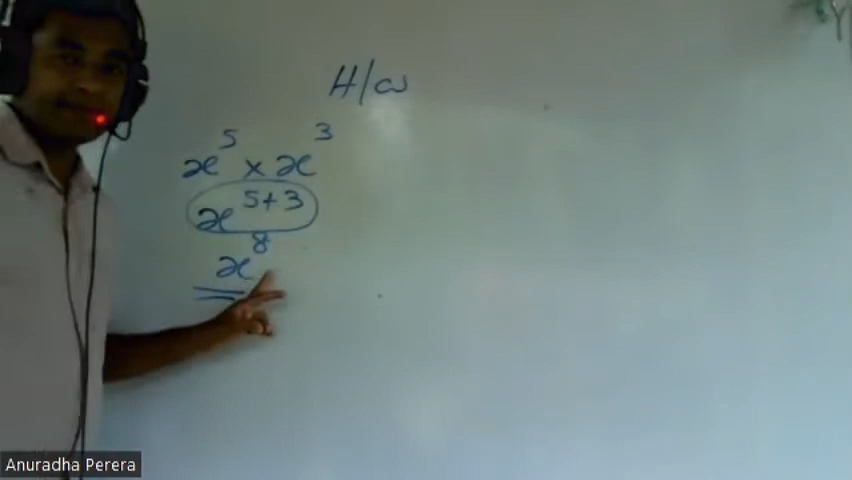 H/W
x⁵ × x³
x⁵⁺³
x⁸
Anuradha Perera